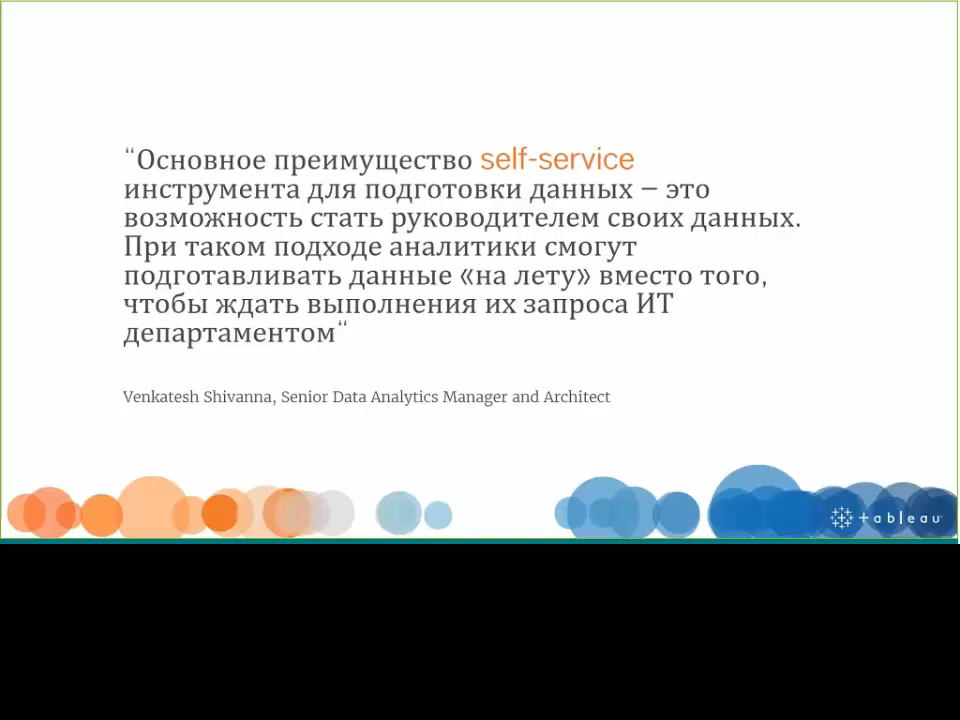 “Основное преимущество self-service
инструмента для подготовки данных – это
возможность стать руководителем своих данных.
При таком подходе аналитики смогут
подготавливать данные «на лету» вместо того,
чтобы ждать выполнения их запроса ИТ
департаментом“
Venkatesh Shivanna, Senior Data Analytics Manager and Architect
+ableau